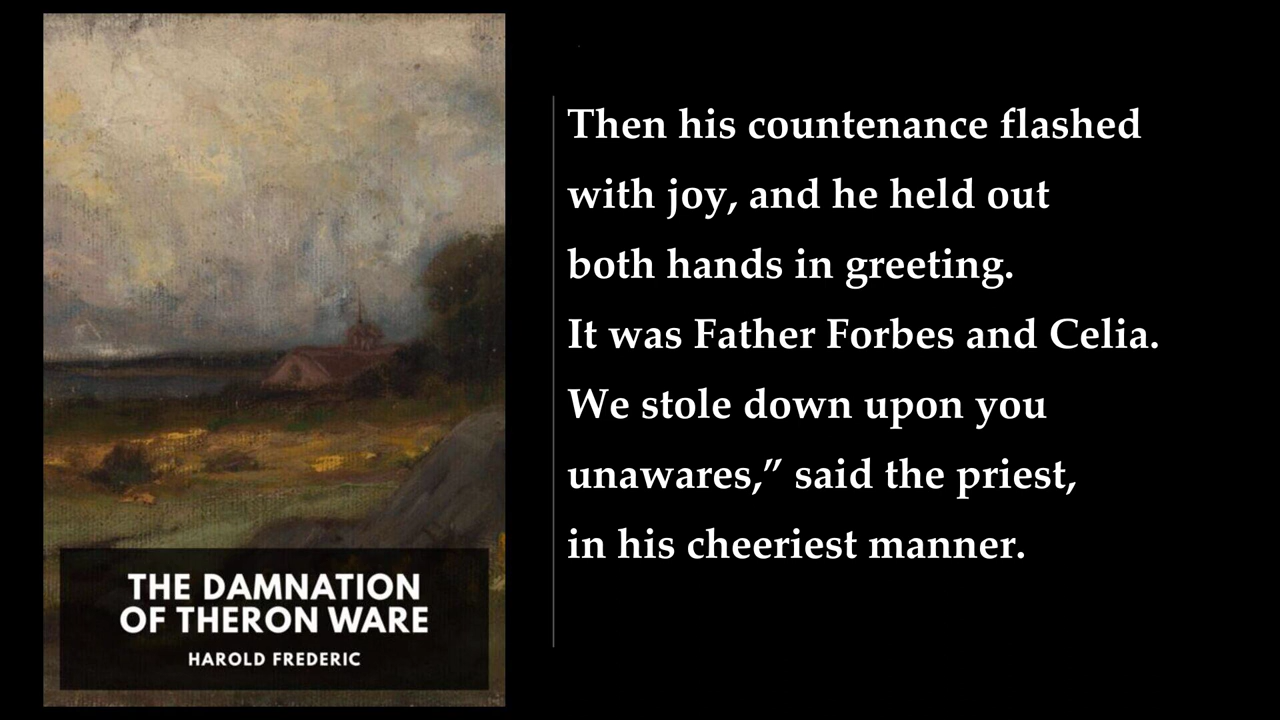 THE DAMNATION
OF THERON WARE
HAROLD FREDERIC
Then his countenance flashed
with joy, and he held out
both hands in greeting.
It was Father Forbes and Celia.
We stole down upon you
unawares,” said the priest,
in his cheeriest manner.